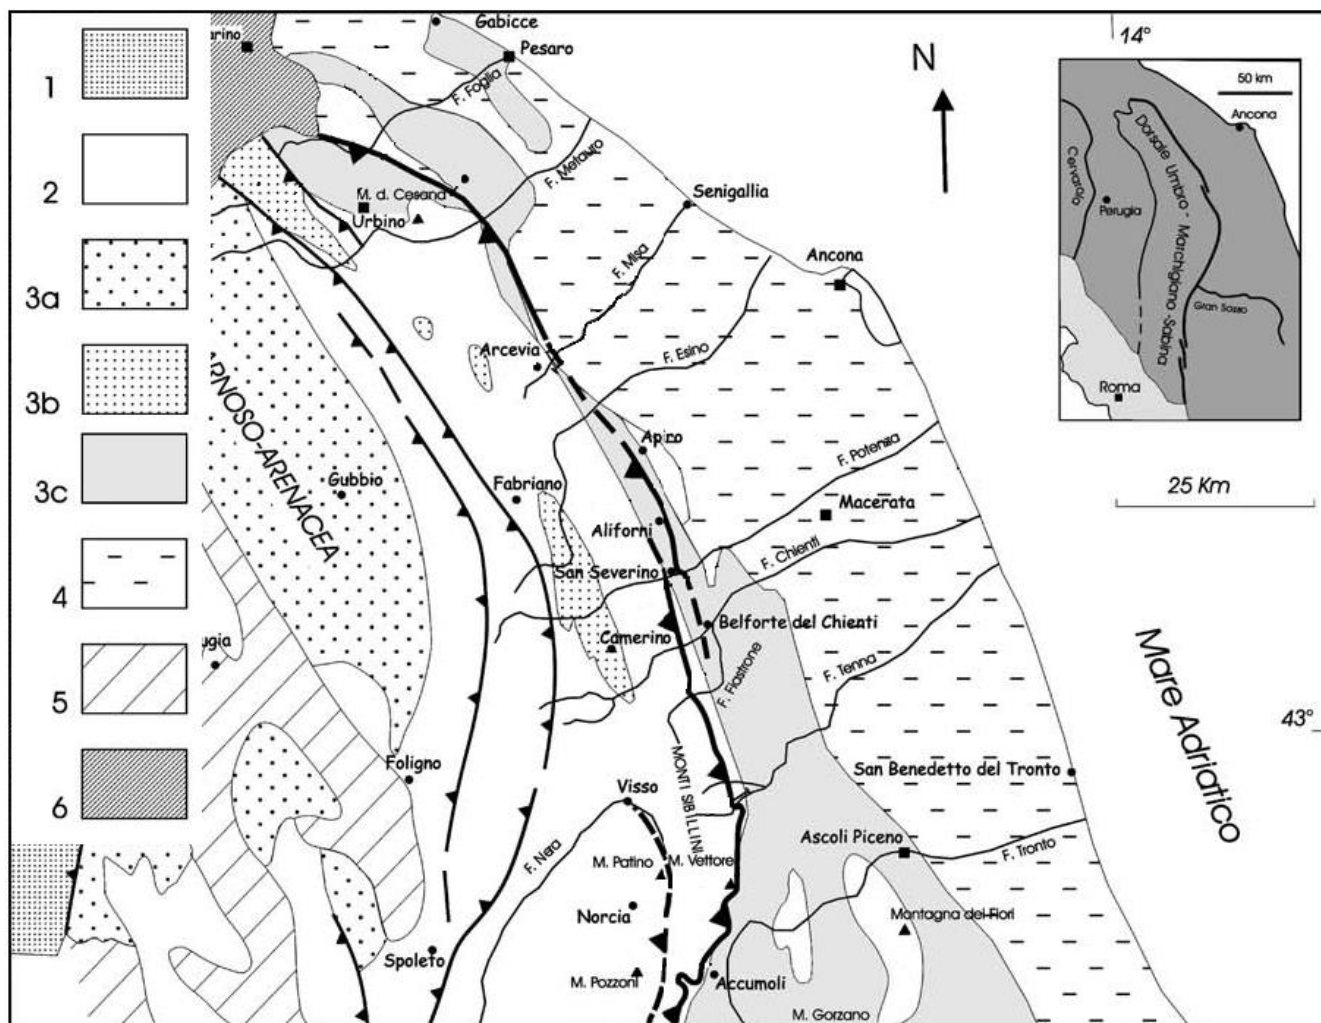 1
2
3a
3b
3c
4
5
6
arino
Gabicce
Pesaro
F. Foglia
F. Metauro
M. d. Cesana
Urbino
Senigallia
F. Misa
Ancona
Arcevia
F. Esino
Apiro
F. Potenza
RNOSO-ARENACEA
Gubbio
Fabriano
Macerata
Aliforni
F. Chienti
San Severino
Belforte del Chienti
Camerino
F. Fiastrone
F. Tenna
ugia
Foligno
Visso
MONTI SIBILLINI
San Benedetto del Tronto
Ascoli Piceno
F. Nera
M. Patino
M. Vettore
F. Tronto
Norcia
Montagna dei Fiori
Spoleto
M. Pozzoni
Accumoli
M. Gorzano
N
14°
50 km
Ancona
Cervarola
Dorsale Umbro - Marchigiano -Sabina
Perugia
Gran Sasso
Roma
25 Km
Mare Adriatico
43°